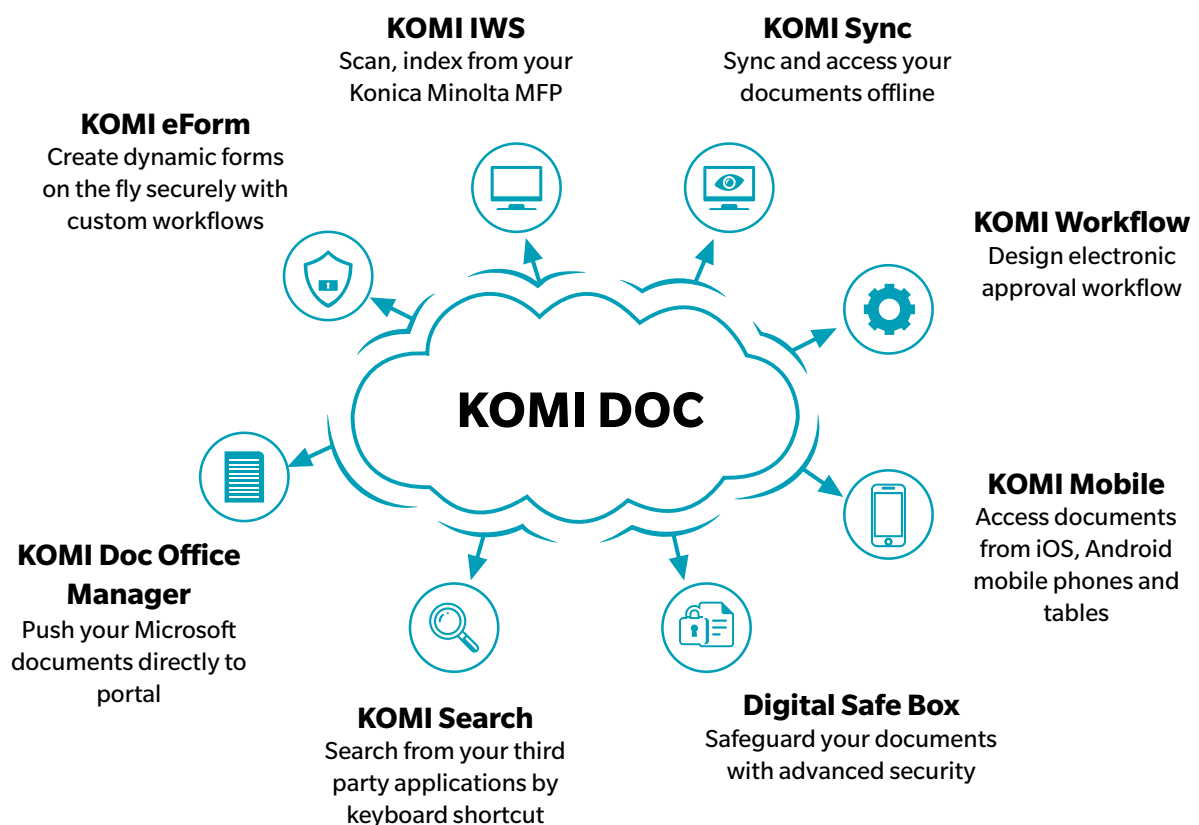 KOMI IWS
Scan, index from your
Konica Minolta MFP
KOMI Sync
Sync and access your
documents offline
KOMI eForm
Create dynamic forms
on the fly securely with
custom workflows
KOMI Workflow
Design electronic
approval workflow
KOMI DOC
KOMI Mobile
Access documents
from iOS, Android
mobile phones and
tables
KOMI Doc Office
Manager
Push your Microsoft
documents directly to
portal
KOMI Search
Search from your third
party applications by
keyboard shortcut
Digital Safe Box
Safeguard your documents
with advanced security